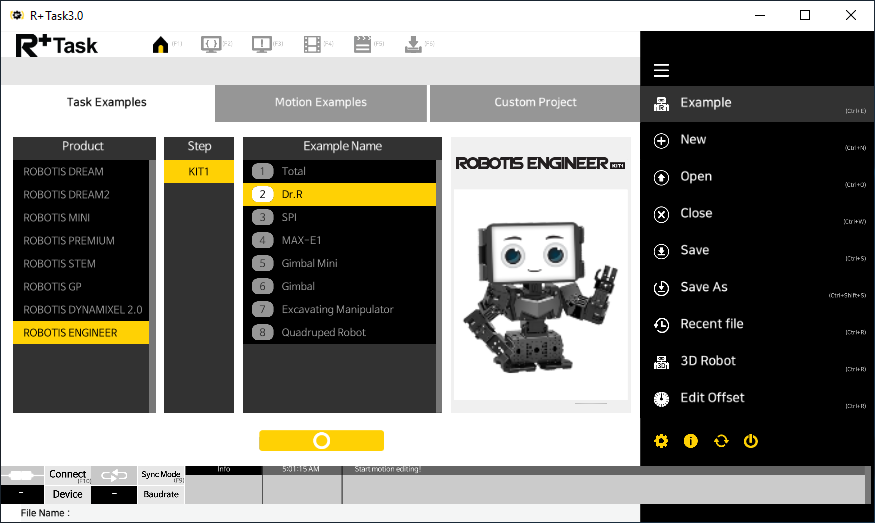 R+ Task3.0
R+Task
(F1)
(F2)
(F3)
(F4)
(F5)
Task Examples
Motion Examples
Custom Project
Product
Step
Example Name
ROBOTIS DREAM
ROBOTIS DREAM2
ROBOTIS MINI
ROBOTIS PREMIUM
ROBOTIS STEM
ROBOTIS GP
ROBOTIS DYNAMIXEL 2.0
ROBOTIS ENGINEER
KIT1
1 Total
2 Dr.R
3 SPI
4 MAX-E1
5 Gimbal Mini
6 Gimbal
7 Excavating Manipulator
8 Quadruped Robot
ROBOTIS ENGINEER KIT1
Example (Ctrl+E)
New (Ctrl+N)
Open (Ctrl+O)
Close (Ctrl+W)
Save (Ctrl+S)
Save As (Ctrl+Shift+S)
Recent file (Ctrl+R)
3D Robot (Ctrl+R)
Edit Offset (Ctrl+R)
Connect (F10)
Sync Mode (F9)
Info
5:01:15 AM
Start motion editing!
- Device - Baudrate
File Name :